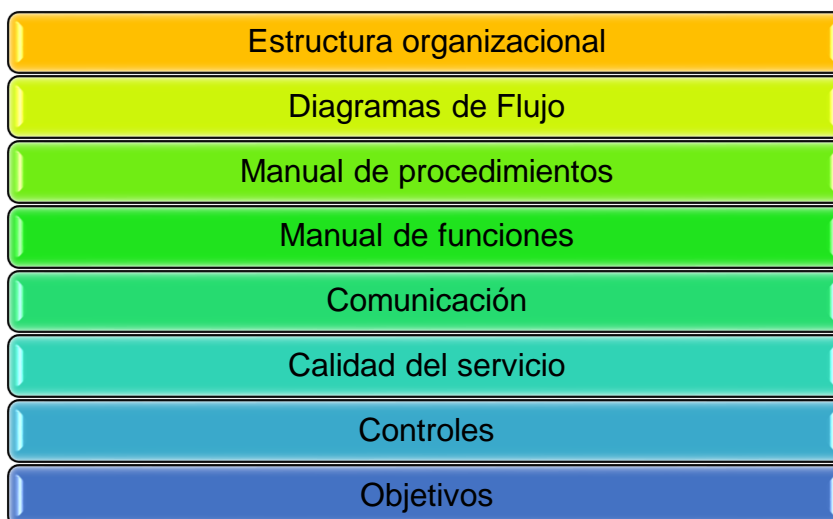 Estructura organizacional
Diagramas de Flujo
Manual de procedimientos
Manual de funciones
Comunicación
Calidad del servicio
Controles
Objetivos